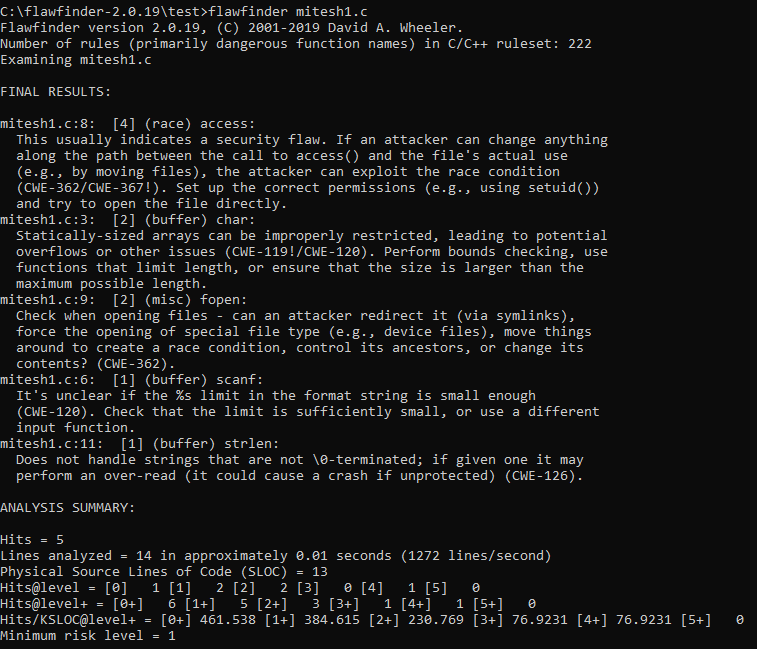 C:\flawfinder-2.0.19\test>flawfinder mitesh1.c
Flawfinder version 2.0.19, (C) 2001-2019 David A. Wheeler.
Number of rules (primarily dangerous function names) in C/C++ ruleset: 222
Examining mitesh1.c

FINAL RESULTS:

mitesh1.c:8:  [4] (race) access:
  This usually indicates a security flaw. If an attacker can change anything
  along the path between the call to access() and the file's actual use
  (e.g., by moving files), the attacker can exploit the race condition
  (CWE-362/CWE-367!). Set up the correct permissions (e.g., using setuid())
  and try to open the file directly.
mitesh1.c:3:  [2] (buffer) char:
  Statically-sized arrays can be improperly restricted, leading to potential
  overflows or other issues (CWE-119!/CWE-120). Perform bounds checking, use
  functions that limit length, or ensure that the size is larger than the
  maximum possible length.
mitesh1.c:9:  [2] (misc) fopen:
  Check when opening files - can an attacker redirect it (via symlinks),
  force the opening of special file type (e.g., device files), move things
  around to create a race condition, control its ancestors, or change its
  contents? (CWE-362).
mitesh1.c:6:  [1] (buffer) scanf:
  It's unclear if the %s limit in the format string is small enough
  (CWE-120). Check that the limit is sufficiently small, or use a different
  input function.
mitesh1.c:11:  [1] (buffer) strlen:
  Does not handle strings that are not \0-terminated; if given one it may
  perform an over-read (it could cause a crash if unprotected) (CWE-126).

ANALYSIS SUMMARY:

Hits = 5
Lines analyzed = 14 in approximately 0.01 seconds (1272 lines/second)
Physical Source Lines of Code (SLOC) = 13
Hits@level = [0]   1 [1]   2 [2]   2 [3]   0 [4]   1 [5]   0
Hits@level+ = [0+]   6 [1+]   5 [2+]   3 [3+]   1 [4+]   1 [5+]   0
Hits/KSLOC@level+ = [0+] 461.538 [1+] 384.615 [2+] 230.769 [3+] 76.9231 [4+] 76.9231 [5+]   0
Minimum risk level = 1